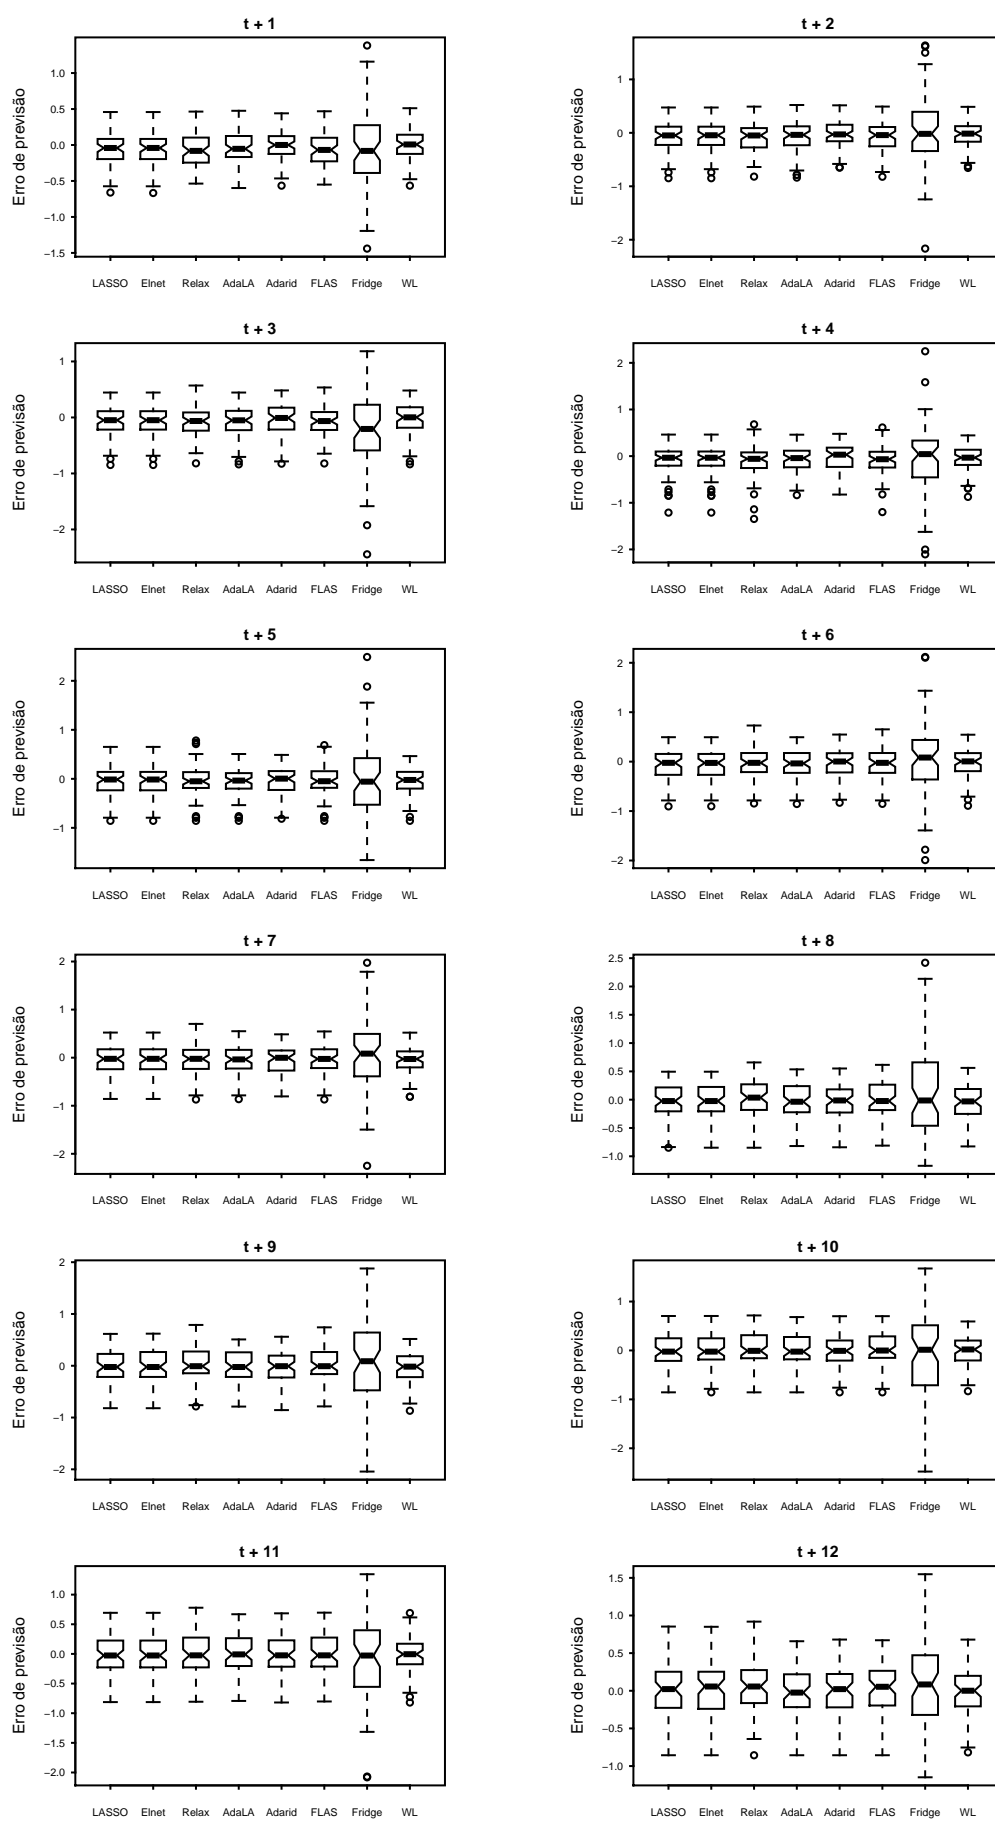 t + 1
Erro de previsão
1.0
0.5
0.0
−0.5
−1.0
−1.5
LASSO Elnet Relax AdaLA Adarid FLAS Fridge WL
t + 2
Erro de previsão
1
0
−1
−2
LASSO Elnet Relax AdaLA Adarid FLAS Fridge WL
t + 3
Erro de previsão
1
0
−1
−2
LASSO Elnet Relax AdaLA Adarid FLAS Fridge WL
t + 4
Erro de previsão
2
1
0
−1
−2
LASSO Elnet Relax AdaLA Adarid FLAS Fridge WL
t + 5
Erro de previsão
2
1
0
−1
LASSO Elnet Relax AdaLA Adarid FLAS Fridge WL
t + 6
Erro de previsão
2
1
0
−1
−2
LASSO Elnet Relax AdaLA Adarid FLAS Fridge WL
t + 7
Erro de previsão
2
1
0
−1
−2
LASSO Elnet Relax AdaLA Adarid FLAS Fridge WL
t + 8
Erro de previsão
2.5
2.0
1.5
1.0
0.5
0.0
−0.5
−1.0
LASSO Elnet Relax AdaLA Adarid FLAS Fridge WL
t + 9
Erro de previsão
2
1
0
−1
−2
LASSO Elnet Relax AdaLA Adarid FLAS Fridge WL
t + 10
Erro de previsão
1
0
−1
−2
LASSO Elnet Relax AdaLA Adarid FLAS Fridge WL
t + 11
Erro de previsão
1.0
0.5
0.0
−0.5
−1.0
−1.5
−2.0
LASSO Elnet Relax AdaLA Adarid FLAS Fridge WL
t + 12
Erro de previsão
1.5
1.0
0.5
0.0
−0.5
−1.0
LASSO Elnet Relax AdaLA Adarid FLAS Fridge WL